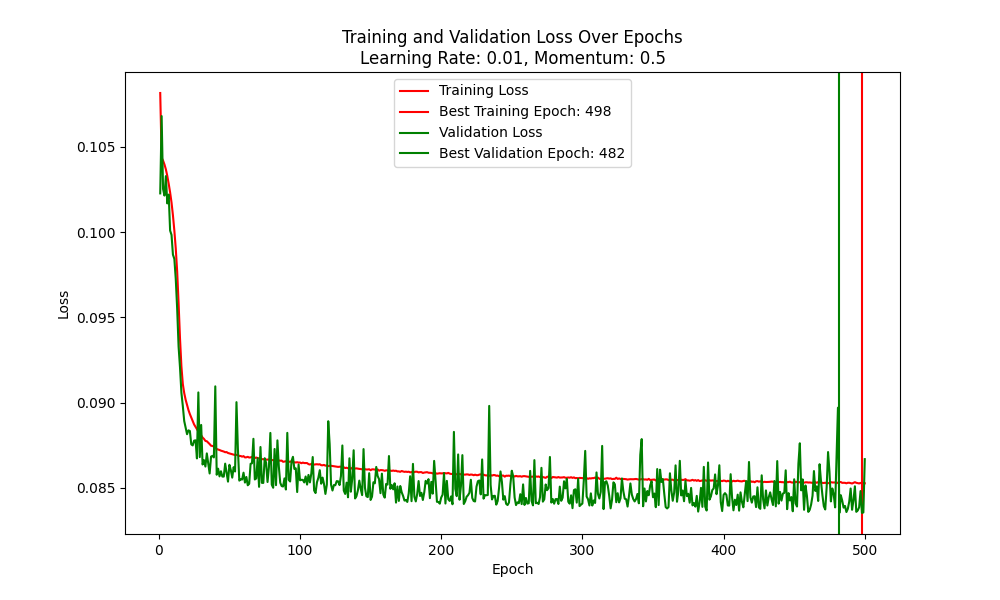 Training and Validation Loss Over Epochs
Learning Rate: 0.01, Momentum: 0.5
Training Loss
Best Training Epoch: 498
Validation Loss
Best Validation Epoch: 482
Loss
0.105
0.100
0.095
0.090
0.085
0 100 200 300 400 500
Epoch